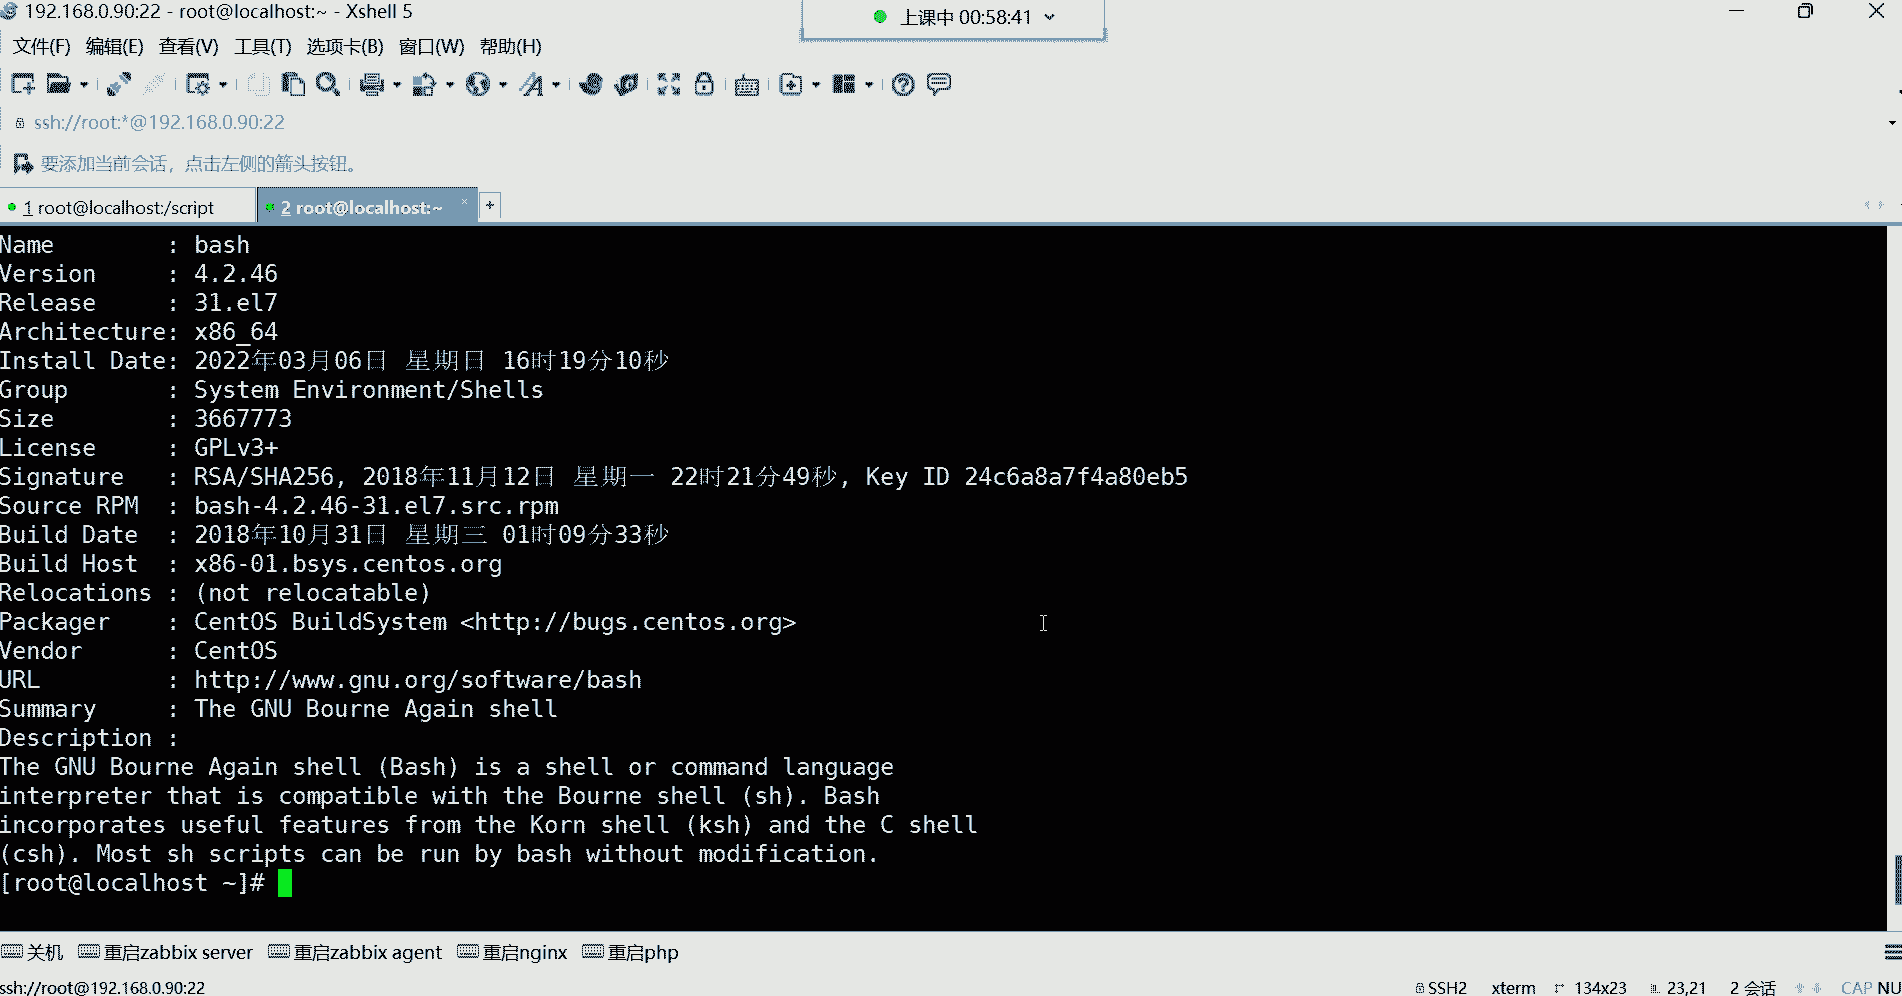 192.168.0.90:22 - root@localhost:~ - Xshell 5
上课中 00:58:41
文件(F) 编辑(E) 查看(V) 工具(T) 选项卡(B) 窗口(W) 帮助(H)
ssh://root:*@192.168.0.90:22
要添加当前会话，点击左侧的箭头按钮。
1 root@localhost:/script
2 root@localhost:~
Name        : bash
Version     : 4.2.46
Release     : 31.el7
Architecture: x86_64
Install Date: 2022年03月06日 星期日 16时19分10秒
Group       : System Environment/Shells
Size        : 3667773
License     : GPLv3+
Signature   : RSA/SHA256, 2018年11月12日 星期一 22时21分49秒, Key ID 24c6a8a7f4a80eb5
Source RPM  : bash-4.2.46-31.el7.src.rpm
Build Date  : 2018年10月31日 星期三 01时09分33秒
Build Host  : x86-01.bsys.centos.org
Relocations : (not relocatable)
Packager    : CentOS BuildSystem <http://bugs.centos.org>
Vendor      : CentOS
URL         : http://www.gnu.org/software/bash
Summary     : The GNU Bourne Again shell
Description :
The GNU Bourne Again shell (Bash) is a shell or command language
interpreter that is compatible with the Bourne shell (sh). Bash
incorporates useful features from the Korn shell (ksh) and the C shell
(csh). Most sh scripts can be run by bash without modification.
[root@localhost ~]#
关机 重启zabbix server 重启zabbix agent 重启nginx 重启php
ssh://root@192.168.0.90:22 SSH2 xterm 134x23 23,21 2 会话 CAP NU